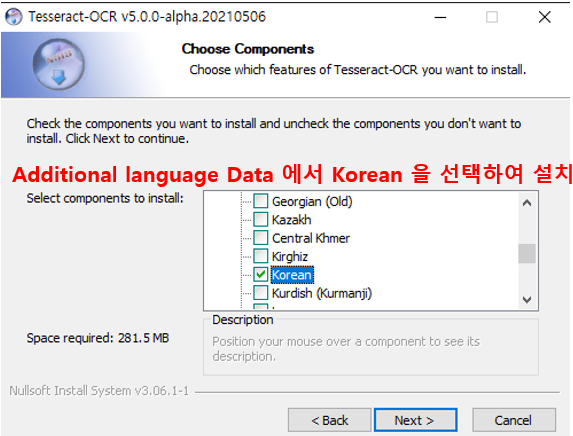 Tesseract-OCR v5.0.0-alpha.20210506
Choose Components
Choose which features of Tesseract-OCR you want to install.
Check the components you want to install and uncheck the components you don't want to
install. Click Next to continue.
Additional language Data 에서 Korean 을 선택하여 설치
Select components to install:
Georgian (Old)
Kazakh
Central Khmer
Kirghiz
Korean
Kurdish (Kurmanji)
Space required: 281.5 MB
Description
Position your mouse over a component to see its
description.
Nullsoft Install System v3.06.1-1
< Back
Next >
Cancel